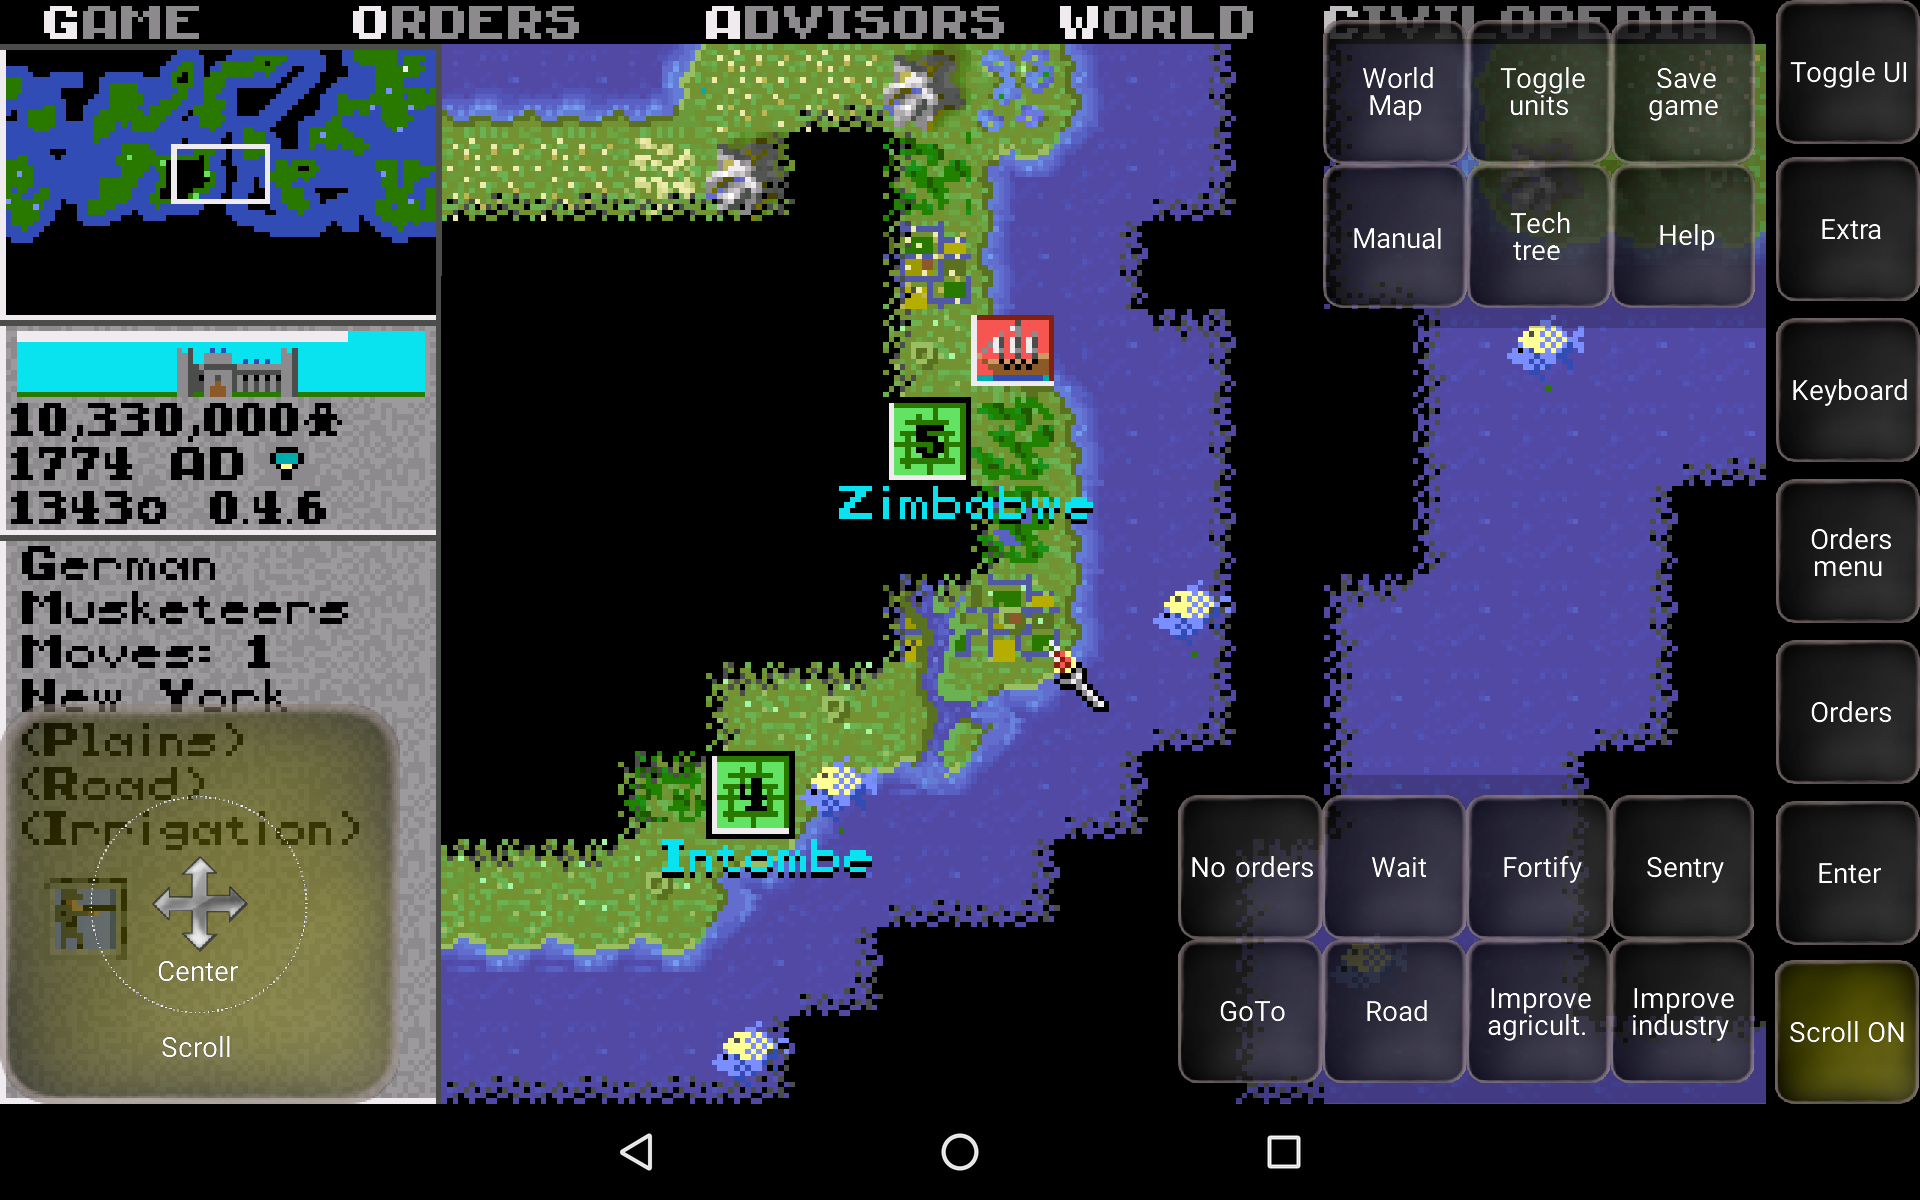 GAME ORDERS ADVISORS WORLD CIVILOPEDIA
World Map
Toggle units
Save game
Toggle UI
Manual
Tech tree
Help
Extra
Keyboard
10,330,000
1774 AD
1343 0.4.6
5
Zimbabwe
German
Musketeers
Moves: 1
New York
(Plains)
(Road)
(Irrigation)
4
Intombe
Orders menu
Orders
No orders
Wait
Fortify
Sentry
Enter
GoTo
Road
Improve agricult.
Improve industry
Scroll ON
Center
Scroll